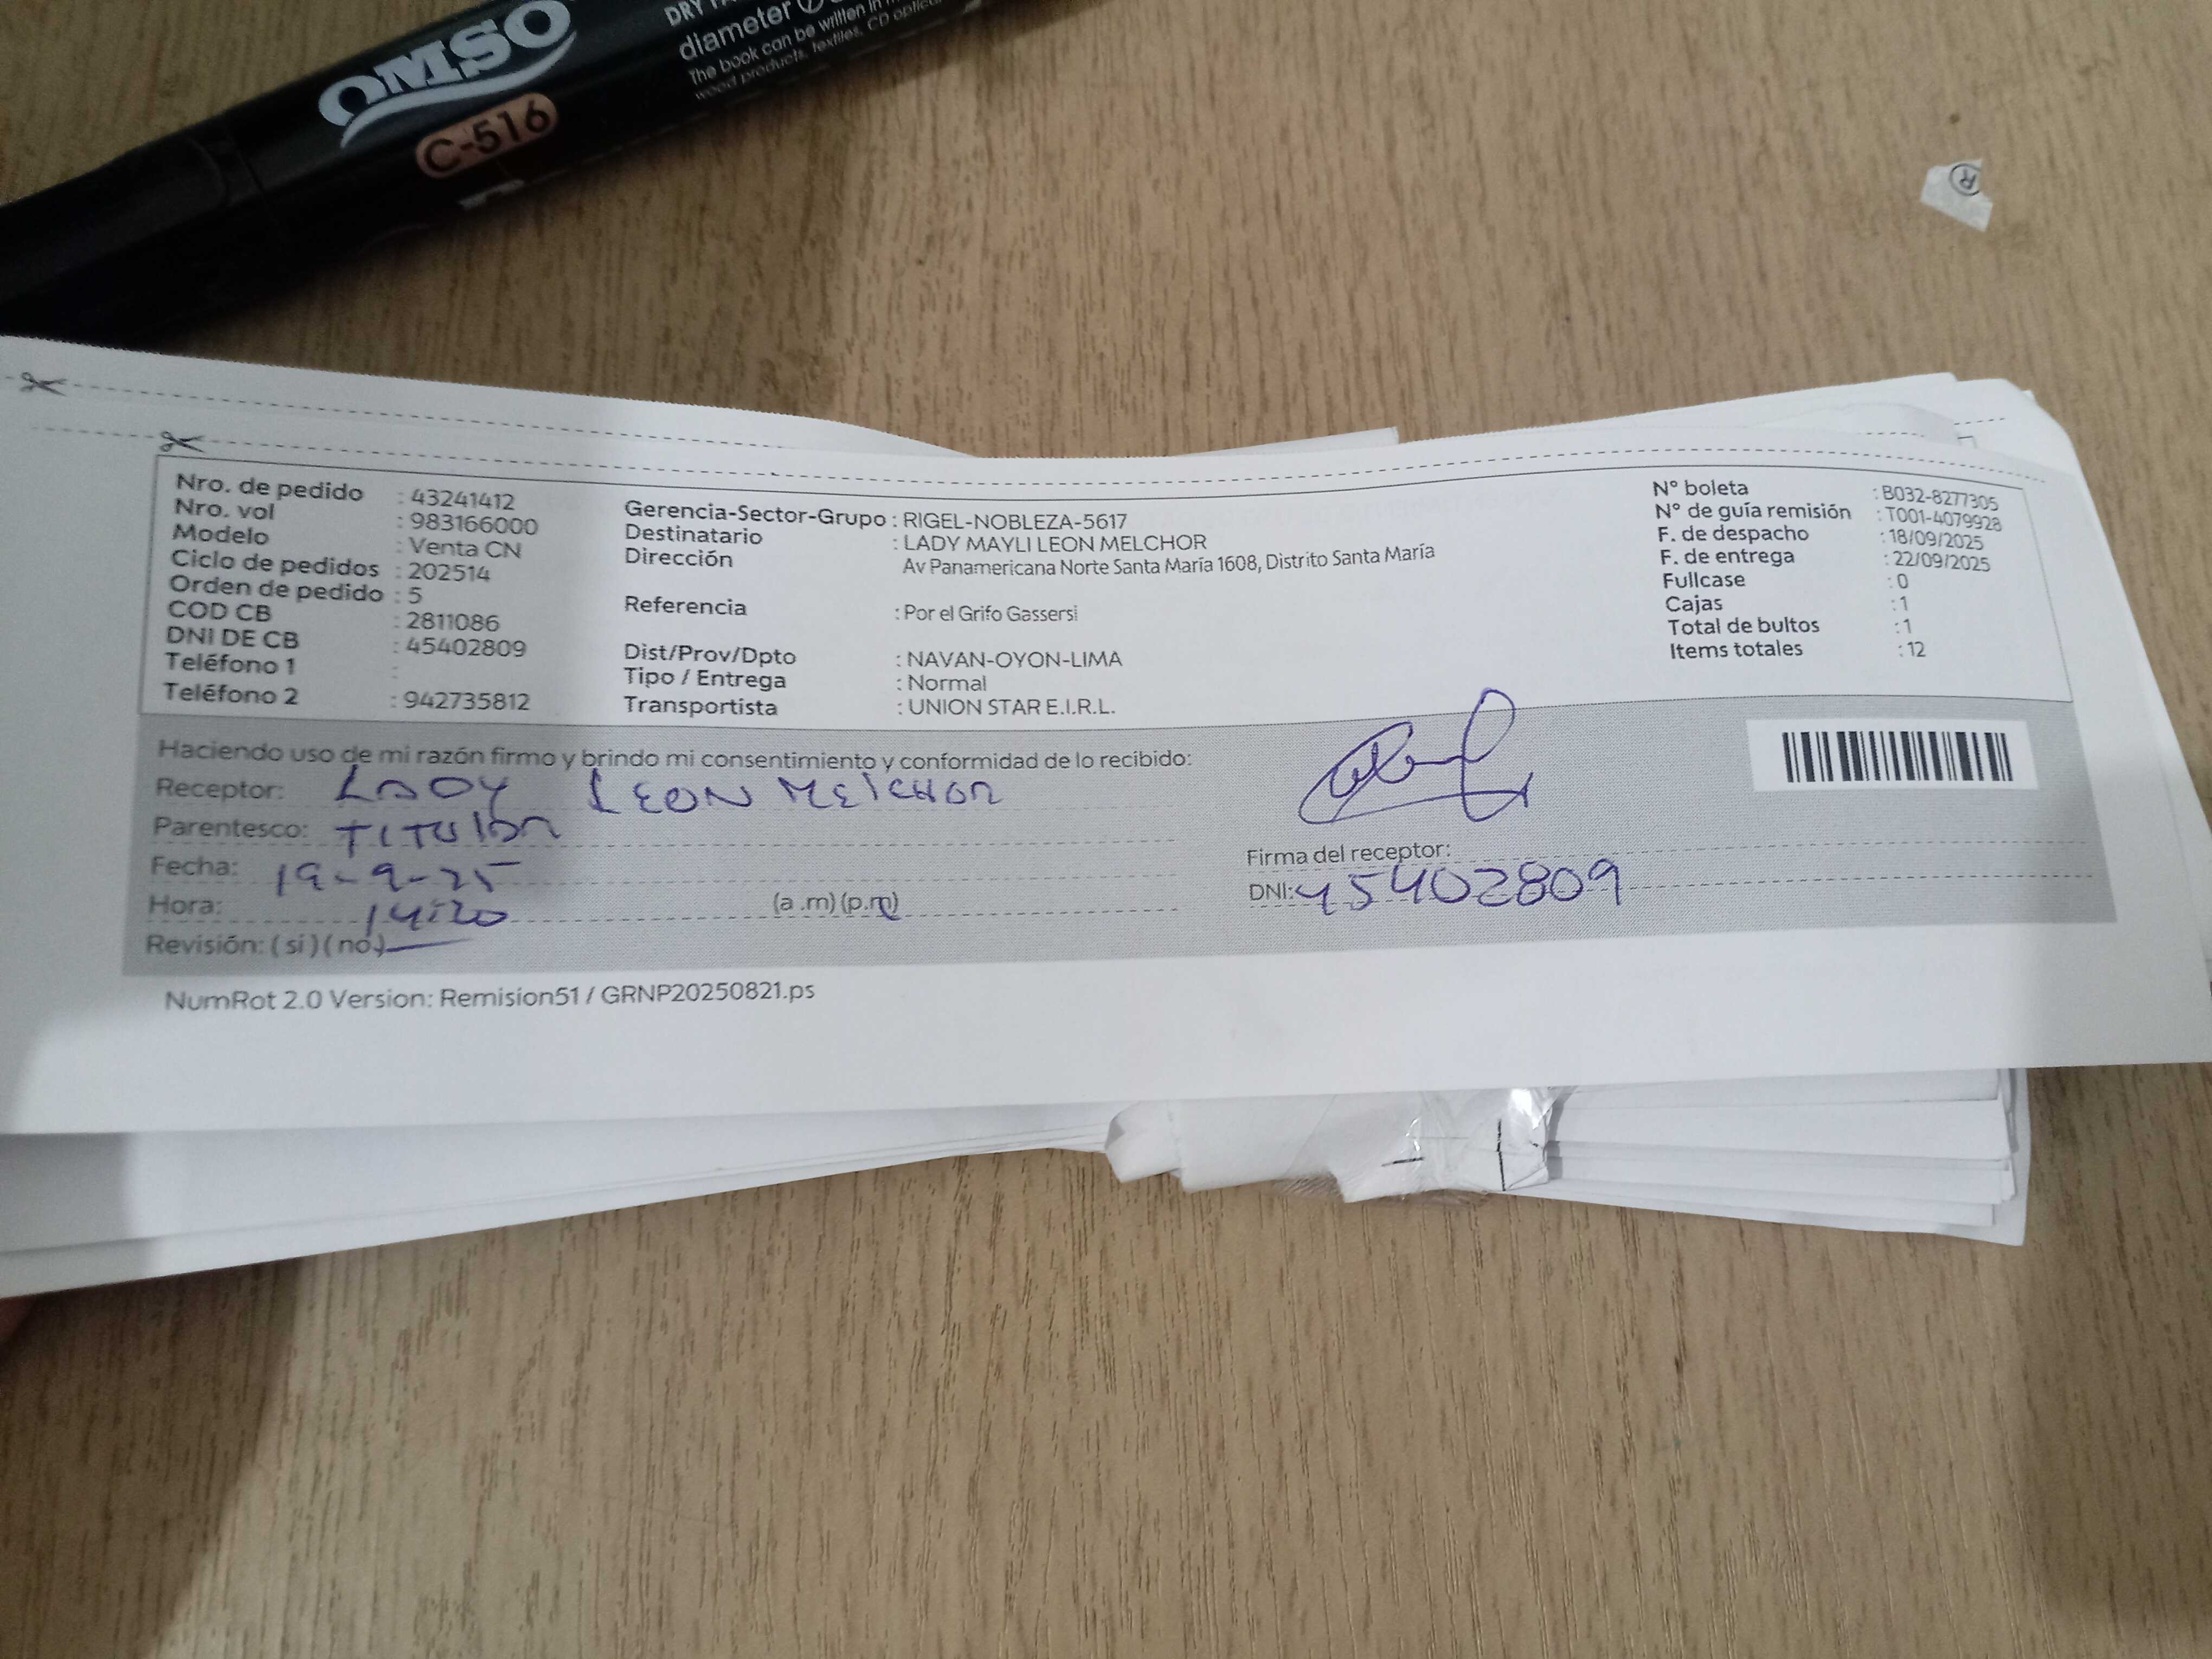 OMSO
C-516
diameter
The book can be written in
wood products, textiles, CD optical
Nro. de pedido : 43241412
Nro. vol : 983166000
Modelo : Venta CN
Ciclo de pedidos : 202514
Orden de pedido : 5
COD CB : 2811086
DNI DE CB : 45402809
Teléfono 1 :
Teléfono 2 : 942735812
Gerencia-Sector-Grupo : RIGEL-NOBLEZA-5617
Destinatario : LADY MAYLI LEON MELCHOR
Dirección Av Panamericana Norte Santa María 1608, Distrito Santa María
Referencia : Por el Grifo Gassersi
Dist/Prov/Dpto : NAVAN-OYON-LIMA
Tipo / Entrega : Normal
Transportista : UNION STAR E.I.R.L.
N° boleta : B032-8277305
N° de guía remisión : T001-4079928
F. de despacho : 18/09/2025
F. de entrega : 22/09/2025
Fullcase : 0
Cajas : 1
Total de bultos : 1
Items totales : 12
Haciendo uso de mi razón firmo y brindo mi consentimiento y conformidad de lo recibido:
Receptor: LADY LEON MElCHOR
Parentesco: TITUlAR
Fecha: 19-9-25
Hora: 14:20 (a .m) (p.m)
Revisión: ( si ) ( no )
Firma del receptor:
DNI: 45402809
NumRot 2.0 Version: Remision51 / GRNP20250821.ps
®